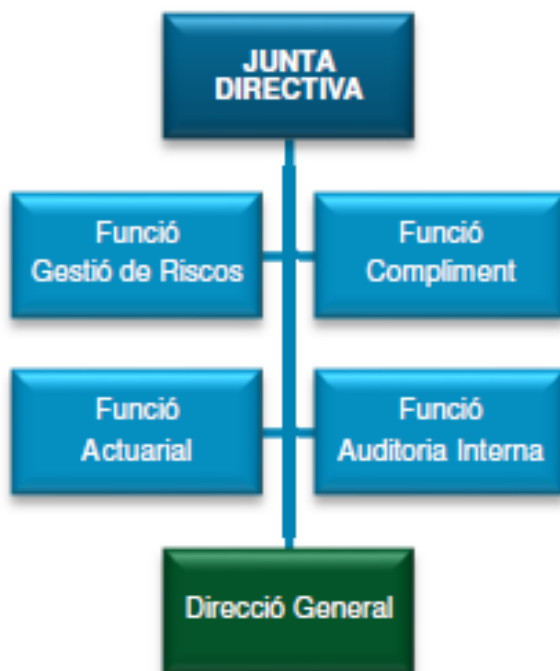 JUNTA
DIRECTIVA
Funció
Gestió de Riscos
Funció
Compliment
Funció
Actuarial
Funció
Auditoria Interna
Direcció General